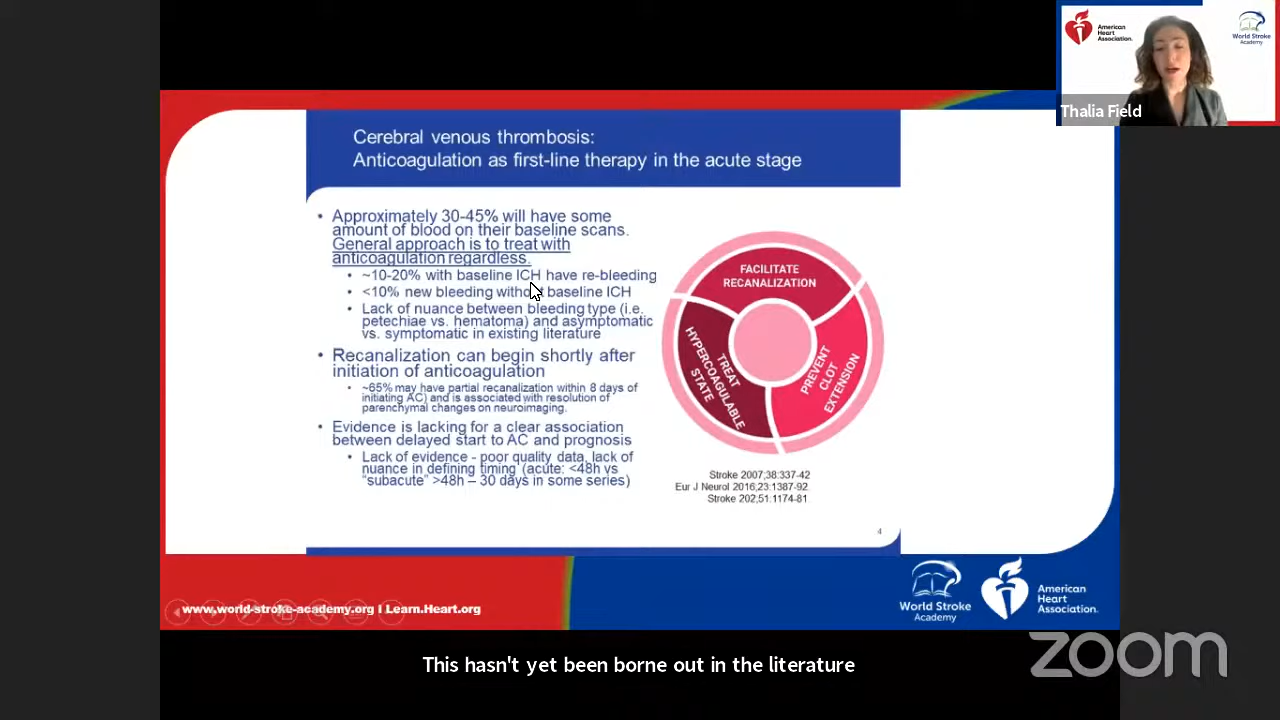 American
Heart
Association.
World Stroke
Academy
Thalia Field
Cerebral venous thrombosis:
Anticoagulation as first-line therapy in the acute stage
• Approximately 30-45% will have some
amount of blood on their baseline scans.
General approach is to treat with
anticoagulation regardless.
• ~10-20% with baseline ICH have re-bleeding
• <10% new bleeding without baseline ICH
• Lack of nuance between bleeding type (i.e.
petechiae vs. hematoma) and asymptomatic
vs. symptomatic in existing literature
• Recanalization can begin shortly after
initiation of anticoagulation
• ~65% may have partial recanalization within 8 days of
initiating AC) and is associated with resolution of
parenchymal changes on neuroimaging.
• Evidence is lacking for a clear association
between delayed start to AC and prognosis
• Lack of evidence - poor quality data, lack of
nuance in defining timing (acute: <48h vs
"subacute" >48h – 30 days in some series)
FACILITATE
RECANALIZATION
PREVENT
CLOT
EXTENSION
TREAT
HYPERCOAGULABLE
STATE
Stroke 2007;38:337-42
Eur J Neurol 2016;23:1387-92.
Stroke 202;51:1174-81.
4
www.world-stroke-academy.org I Learn.Heart.org
World Stroke
Academy
American
Heart
Association.
This hasn't yet been borne out in the literature
zoom